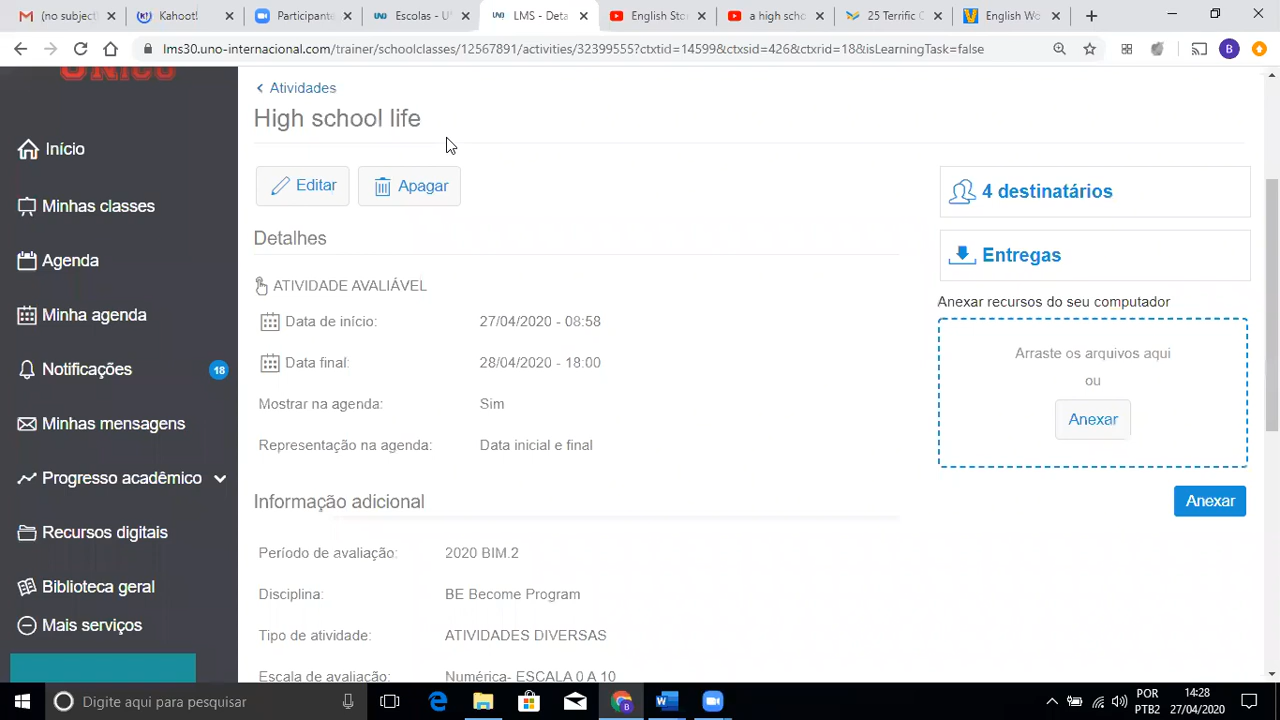 (no subject
Kahoot!
Participante
Escolas - U
LMS - Deta
English Sto
a high scho
25 Terrific C
English Wo
lms30.uno-internacional.com/trainer/schoolclasses/12567891/activities/32399555?ctxtid=14599&ctxsid=426&ctxrid=18&isLearningTask=false
B
Início
Minhas classes
Agenda
Minha agenda
Notificações 18
Minhas mensagens
Progresso acadêmico
Recursos digitais
Biblioteca geral
Mais serviços
Atividades
High school life
Editar
Apagar
Detalhes
ATIVIDADE AVALIÁVEL
Data de início: 27/04/2020 - 08:58
Data final: 28/04/2020 - 18:00
Mostrar na agenda: Sim
Representação na agenda: Data inicial e final
Informação adicional
Período de avaliação: 2020 BIM.2
Disciplina: BE Become Program
Tipo de atividade: ATIVIDADES DIVERSAS
Escala de avaliação: Numérica- ESCALA 0 A 10
4 destinatários
Entregas
Anexar recursos do seu computador
Arraste os arquivos aqui
ou
Anexar
Anexar
Digite aqui para pesquisar
POR
PTB2
14:28
27/04/2020